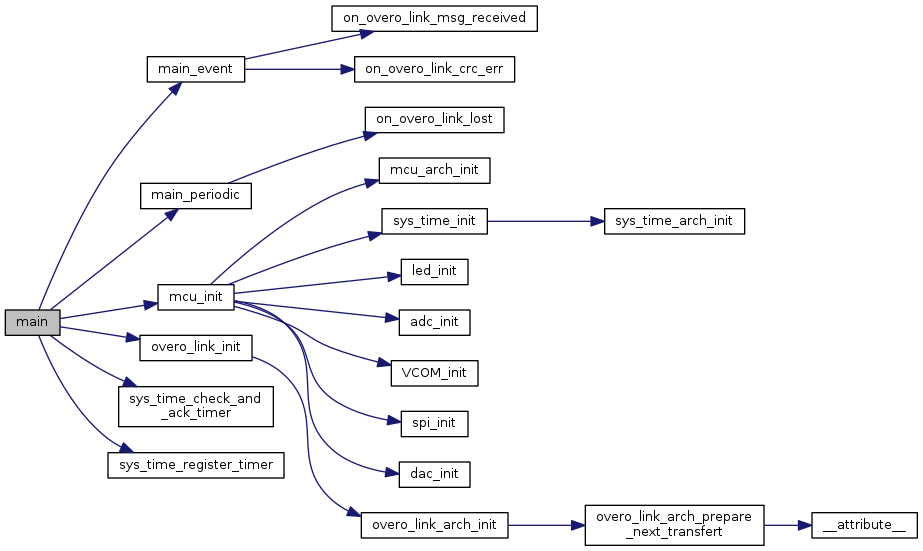 main
main_event
on_overo_link_msg_received
on_overo_link_crc_err
main_periodic
on_overo_link_lost
mcu_init
mcu_arch_init
sys_time_init
sys_time_arch_init
led_init
adc_init
VCOM_init
spi_init
dac_init
overo_link_init
overo_link_arch_init
overo_link_arch_prepare
_next_transfert
__attribute__
sys_time_check_and
_ack_timer
sys_time_register_timer